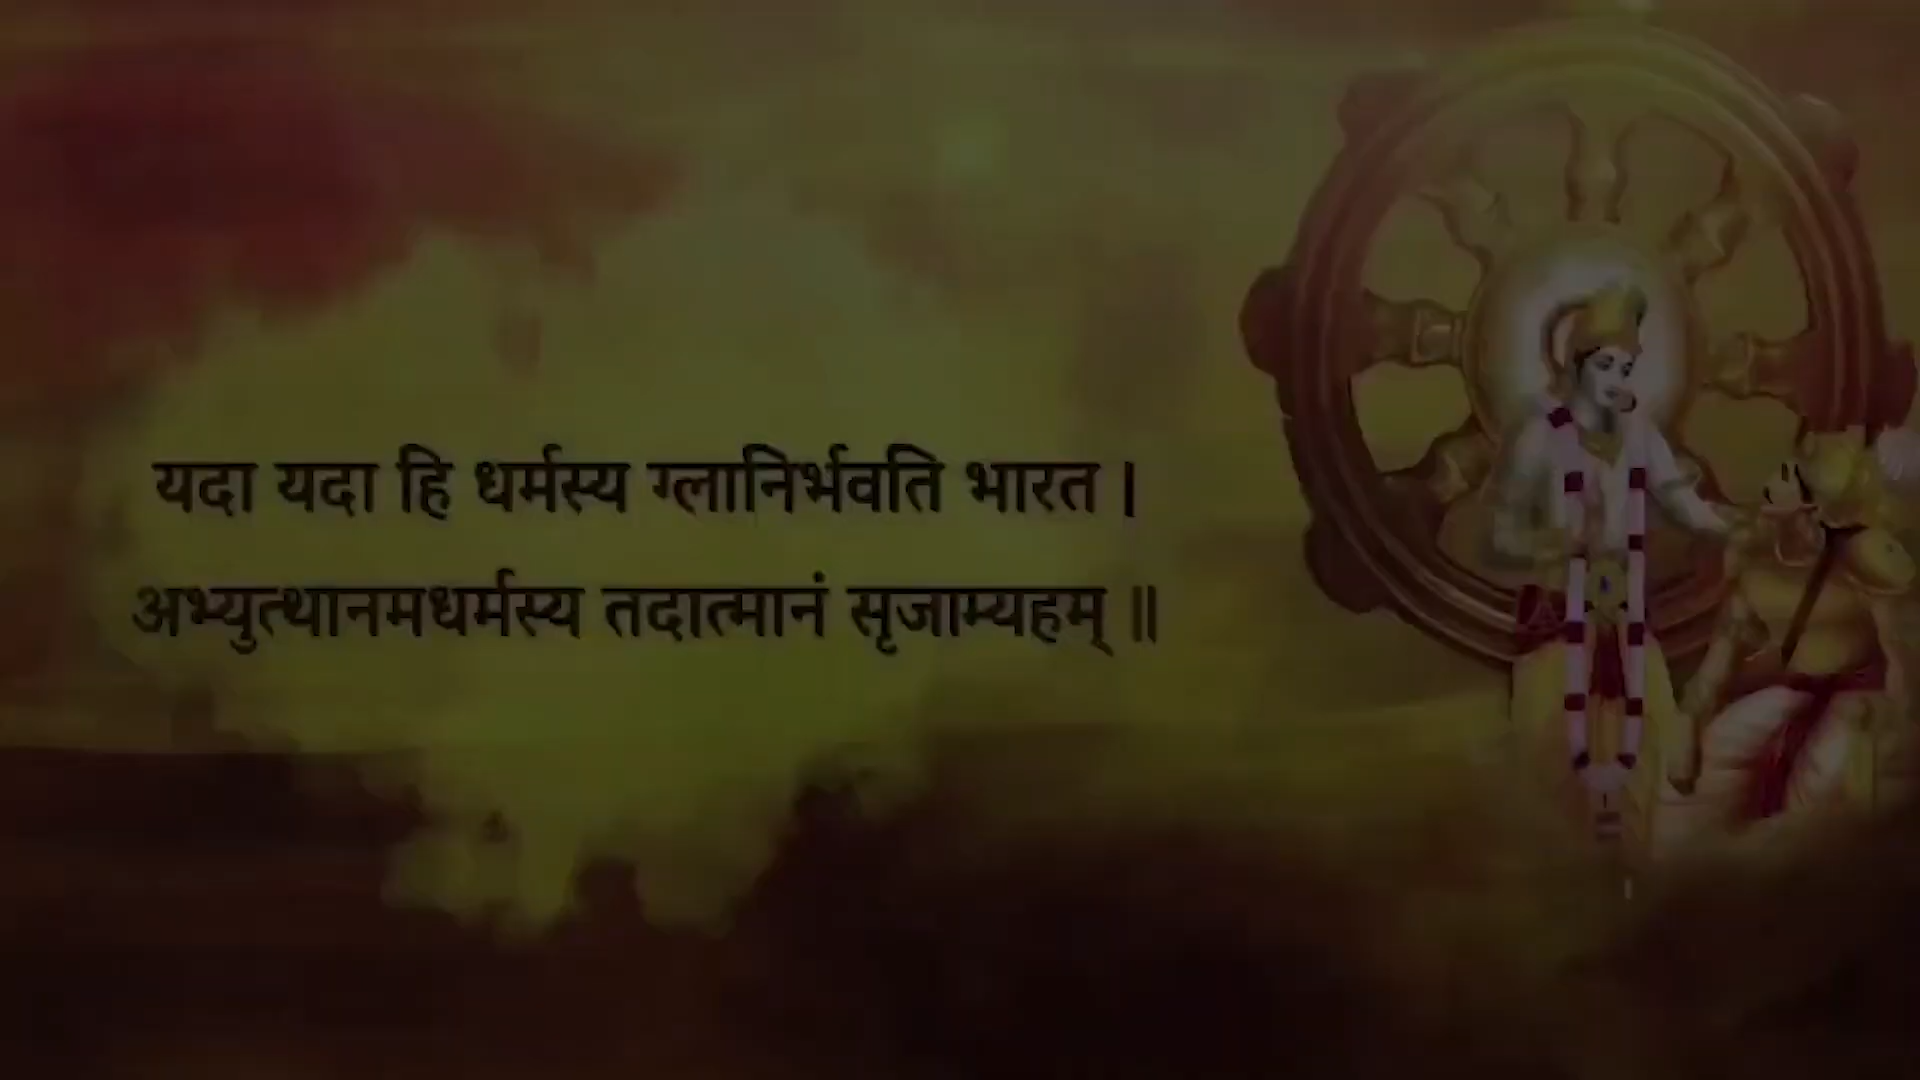 यदा यदा हि धर्मस्य ग्लानिर्भवति भारत ।
अभ्युत्थानमधर्मस्य तदात्मानं सृजाम्यहम् ॥